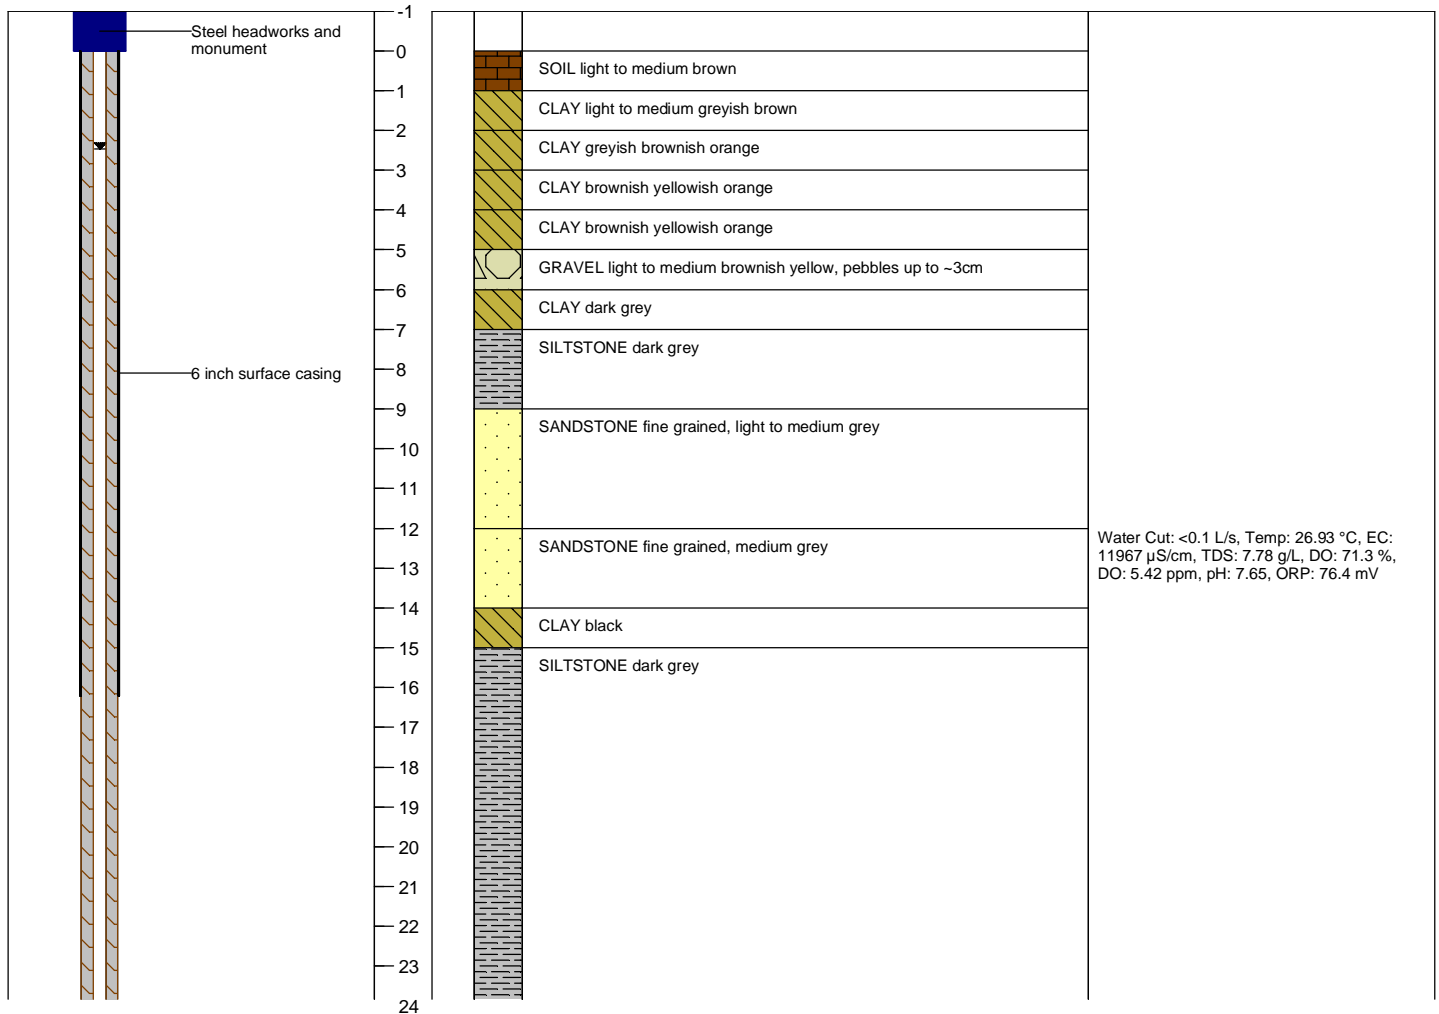 Steel headworks and
monument
-1
0
1
2
3
4
5
6
7
8
9
10
11
12
13
14
15
16
17
18
19
20
21
22
23
24
6 inch surface casing
SOIL light to medium brown
CLAY light to medium greyish brown
CLAY greyish brownish orange
CLAY brownish yellowish orange
CLAY brownish yellowish orange
GRAVEL light to medium brownish yellow, pebbles up to ~3cm
CLAY dark grey
SILTSTONE dark grey
SANDSTONE fine grained, light to medium grey
SANDSTONE fine grained, medium grey
CLAY black
SILTSTONE dark grey
Water Cut: <0.1 L/s, Temp: 26.93 °C, EC:
11967 µS/cm, TDS: 7.78 g/L, DO: 71.3 %,
DO: 5.42 ppm, pH: 7.65, ORP: 76.4 mV